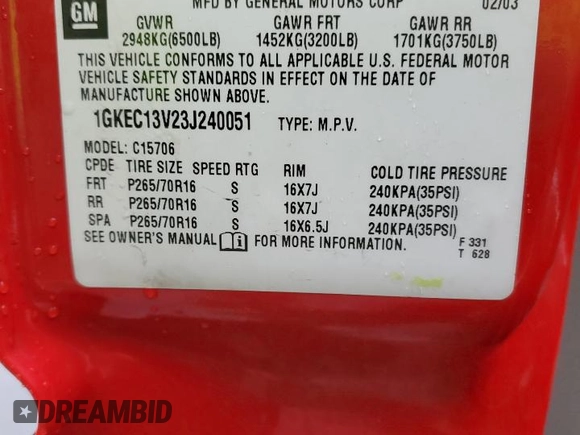 GM
MFD BY GENERAL MOTORS CORP 02/03
GVWR GAWR FRT GAWR RR
2948KG(6500LB) 1452KG(3200LB) 1701KG(3750LB)
THIS VEHICLE CONFORMS TO ALL APPLICABLE U.S. FEDERAL MOTOR
VEHICLE SAFETY STANDARDS IN EFFECT ON THE DATE OF
MANUFACTURE SHOWN ABOVE.
1GKEC13V23J240051 TYPE: M.P.V.
MODEL: C15706
CPDE TIRE SIZE SPEED RTG RIM COLD TIRE PRESSURE
FRT P265/70R16 S 16X7J 240KPA(35PSI)
RR P265/70R16 S 16X7J 240KPA(35PSI)
SPA P265/70R16 S 16X6.5J 240KPA(35PSI)
SEE OWNER'S MANUAL i FOR MORE INFORMATION. F 331
T 628
DREAMBID